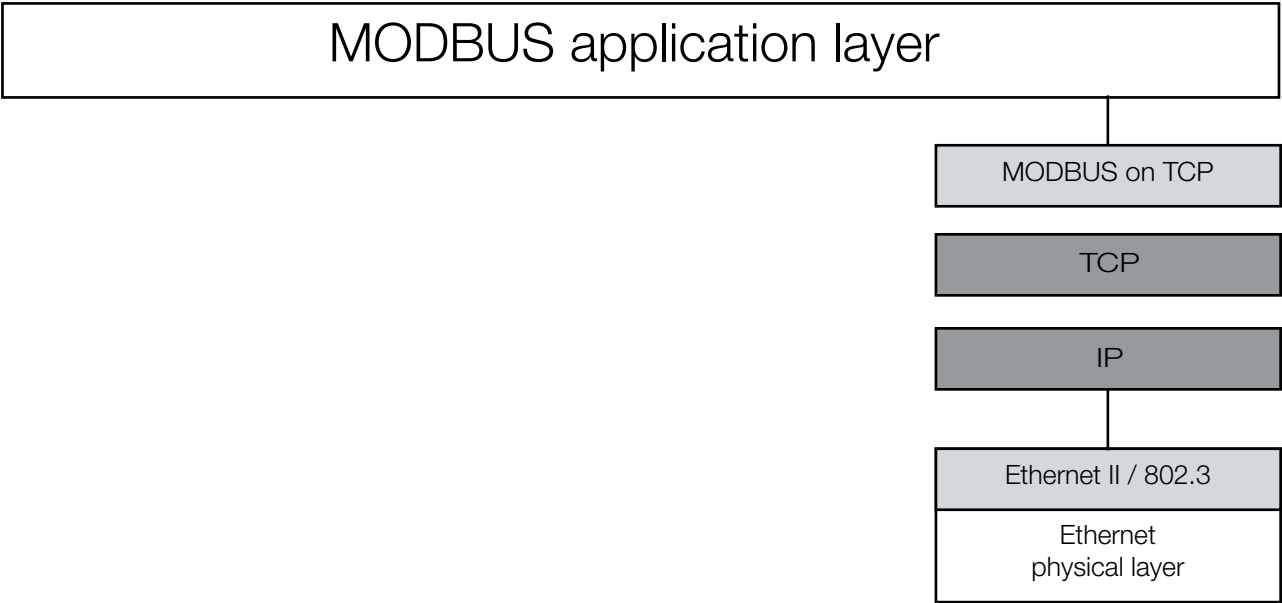 MODBUS application layer
MODBUS on TCP
TCP
IP
Ethernet II / 802.3
Ethernet
physical layer